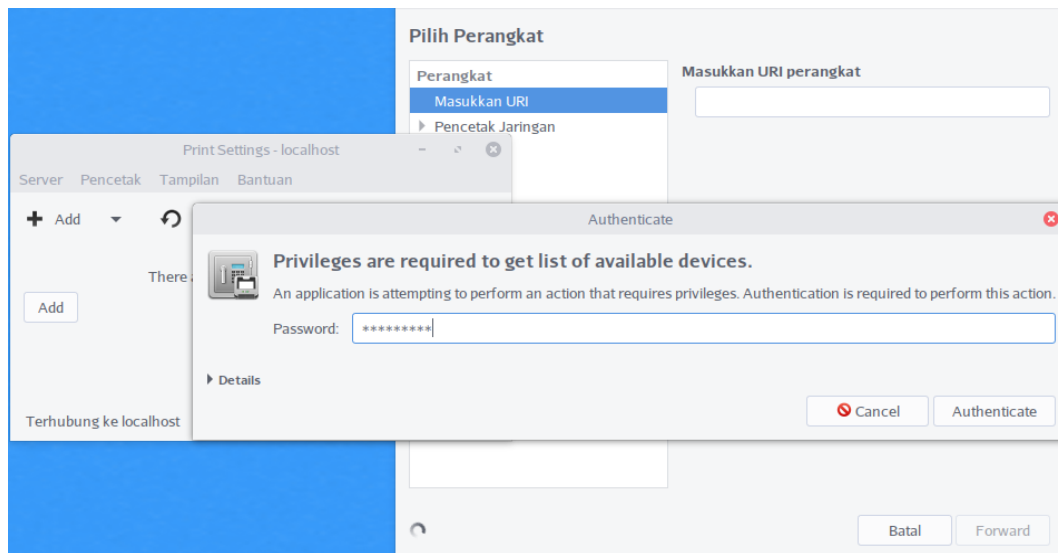 Pilih Perangkat
Perangkat
Masukkan URI
Pencetak Jaringan
Masukkan URI perangkat
Print Settings - localhost
Server Pencetak Tampilan Bantuan
Add
There
Add
Terhubung ke localhost
Authenticate
Privileges are required to get list of available devices.
An application is attempting to perform an action that requires privileges. Authentication is required to perform this action.
Password: *********
Details
Cancel Authenticate
Batal Forward